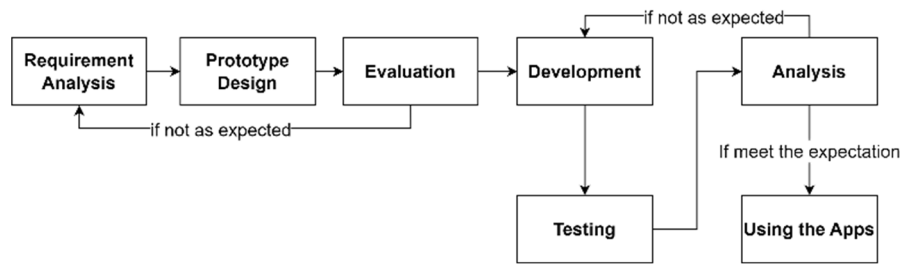 if not as expected
Requirement
Analysis
Prototype
Design
Evaluation
Development
Analysis
if not as expected
If meet the expectation
Testing
Using the Apps